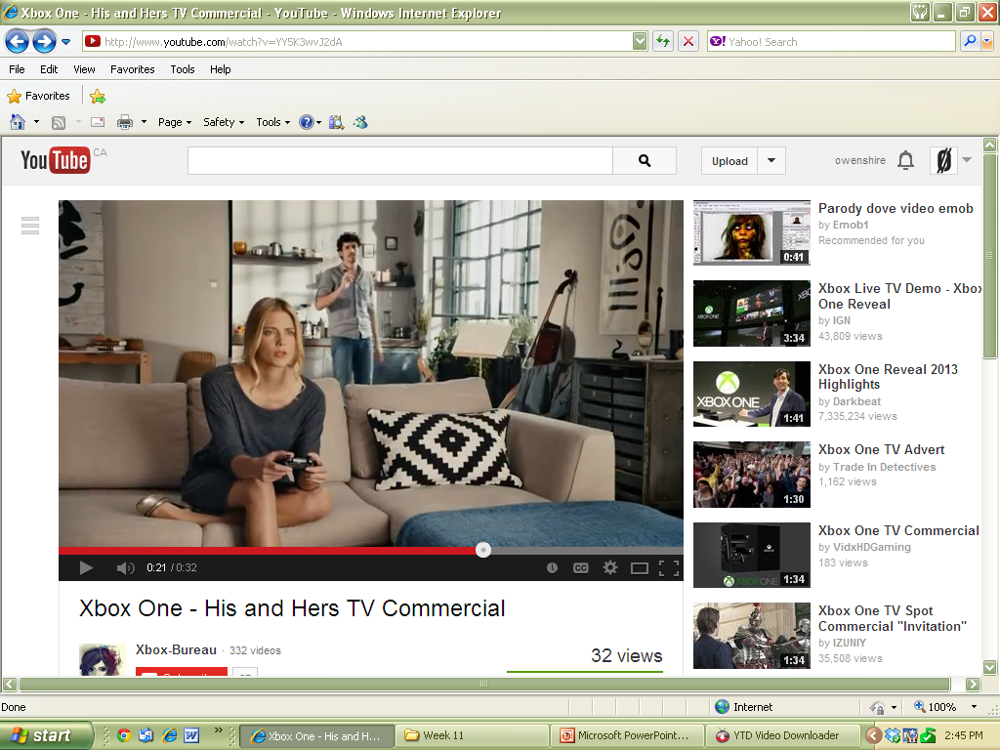 Xbox One - His and Hers TV Commercial - YouTube - Windows Internet Explorer
http://www.youtube.com/watch?v=YY5K3wvJ2dA
Yahoo! Search
File Edit View Favorites Tools Help
Favorites
Page Safety Tools
YouTube CA
Upload
owenshire
Parody dove video emob
by Emob1
Recommended for you
0:41
Xbox Live TV Demo - Xbox
One Reveal
by IGN
43,809 views
XBOX ONE
3:34
Xbox One Reveal 2013
Highlights
by Darkbeat
7,335,234 views
XBOX ONE
1:41
Xbox One TV Advert
by Trade In Detectives
1,162 views
1:30
Xbox One TV Commercial
by VidxHDGaming
183 views
XBOX ONE
1:34
Xbox One TV Spot
Commercial "Invitation"
by IZUNIY
35,508 views
1:34
0:21 / 0:32
CC
Xbox One - His and Hers TV Commercial
Xbox-Bureau · 332 videos
32 views
Done
Internet
100%
start
Xbox One - His and H...
Week 11
Microsoft PowerPoint...
YTD Video Downloader
2:45 PM